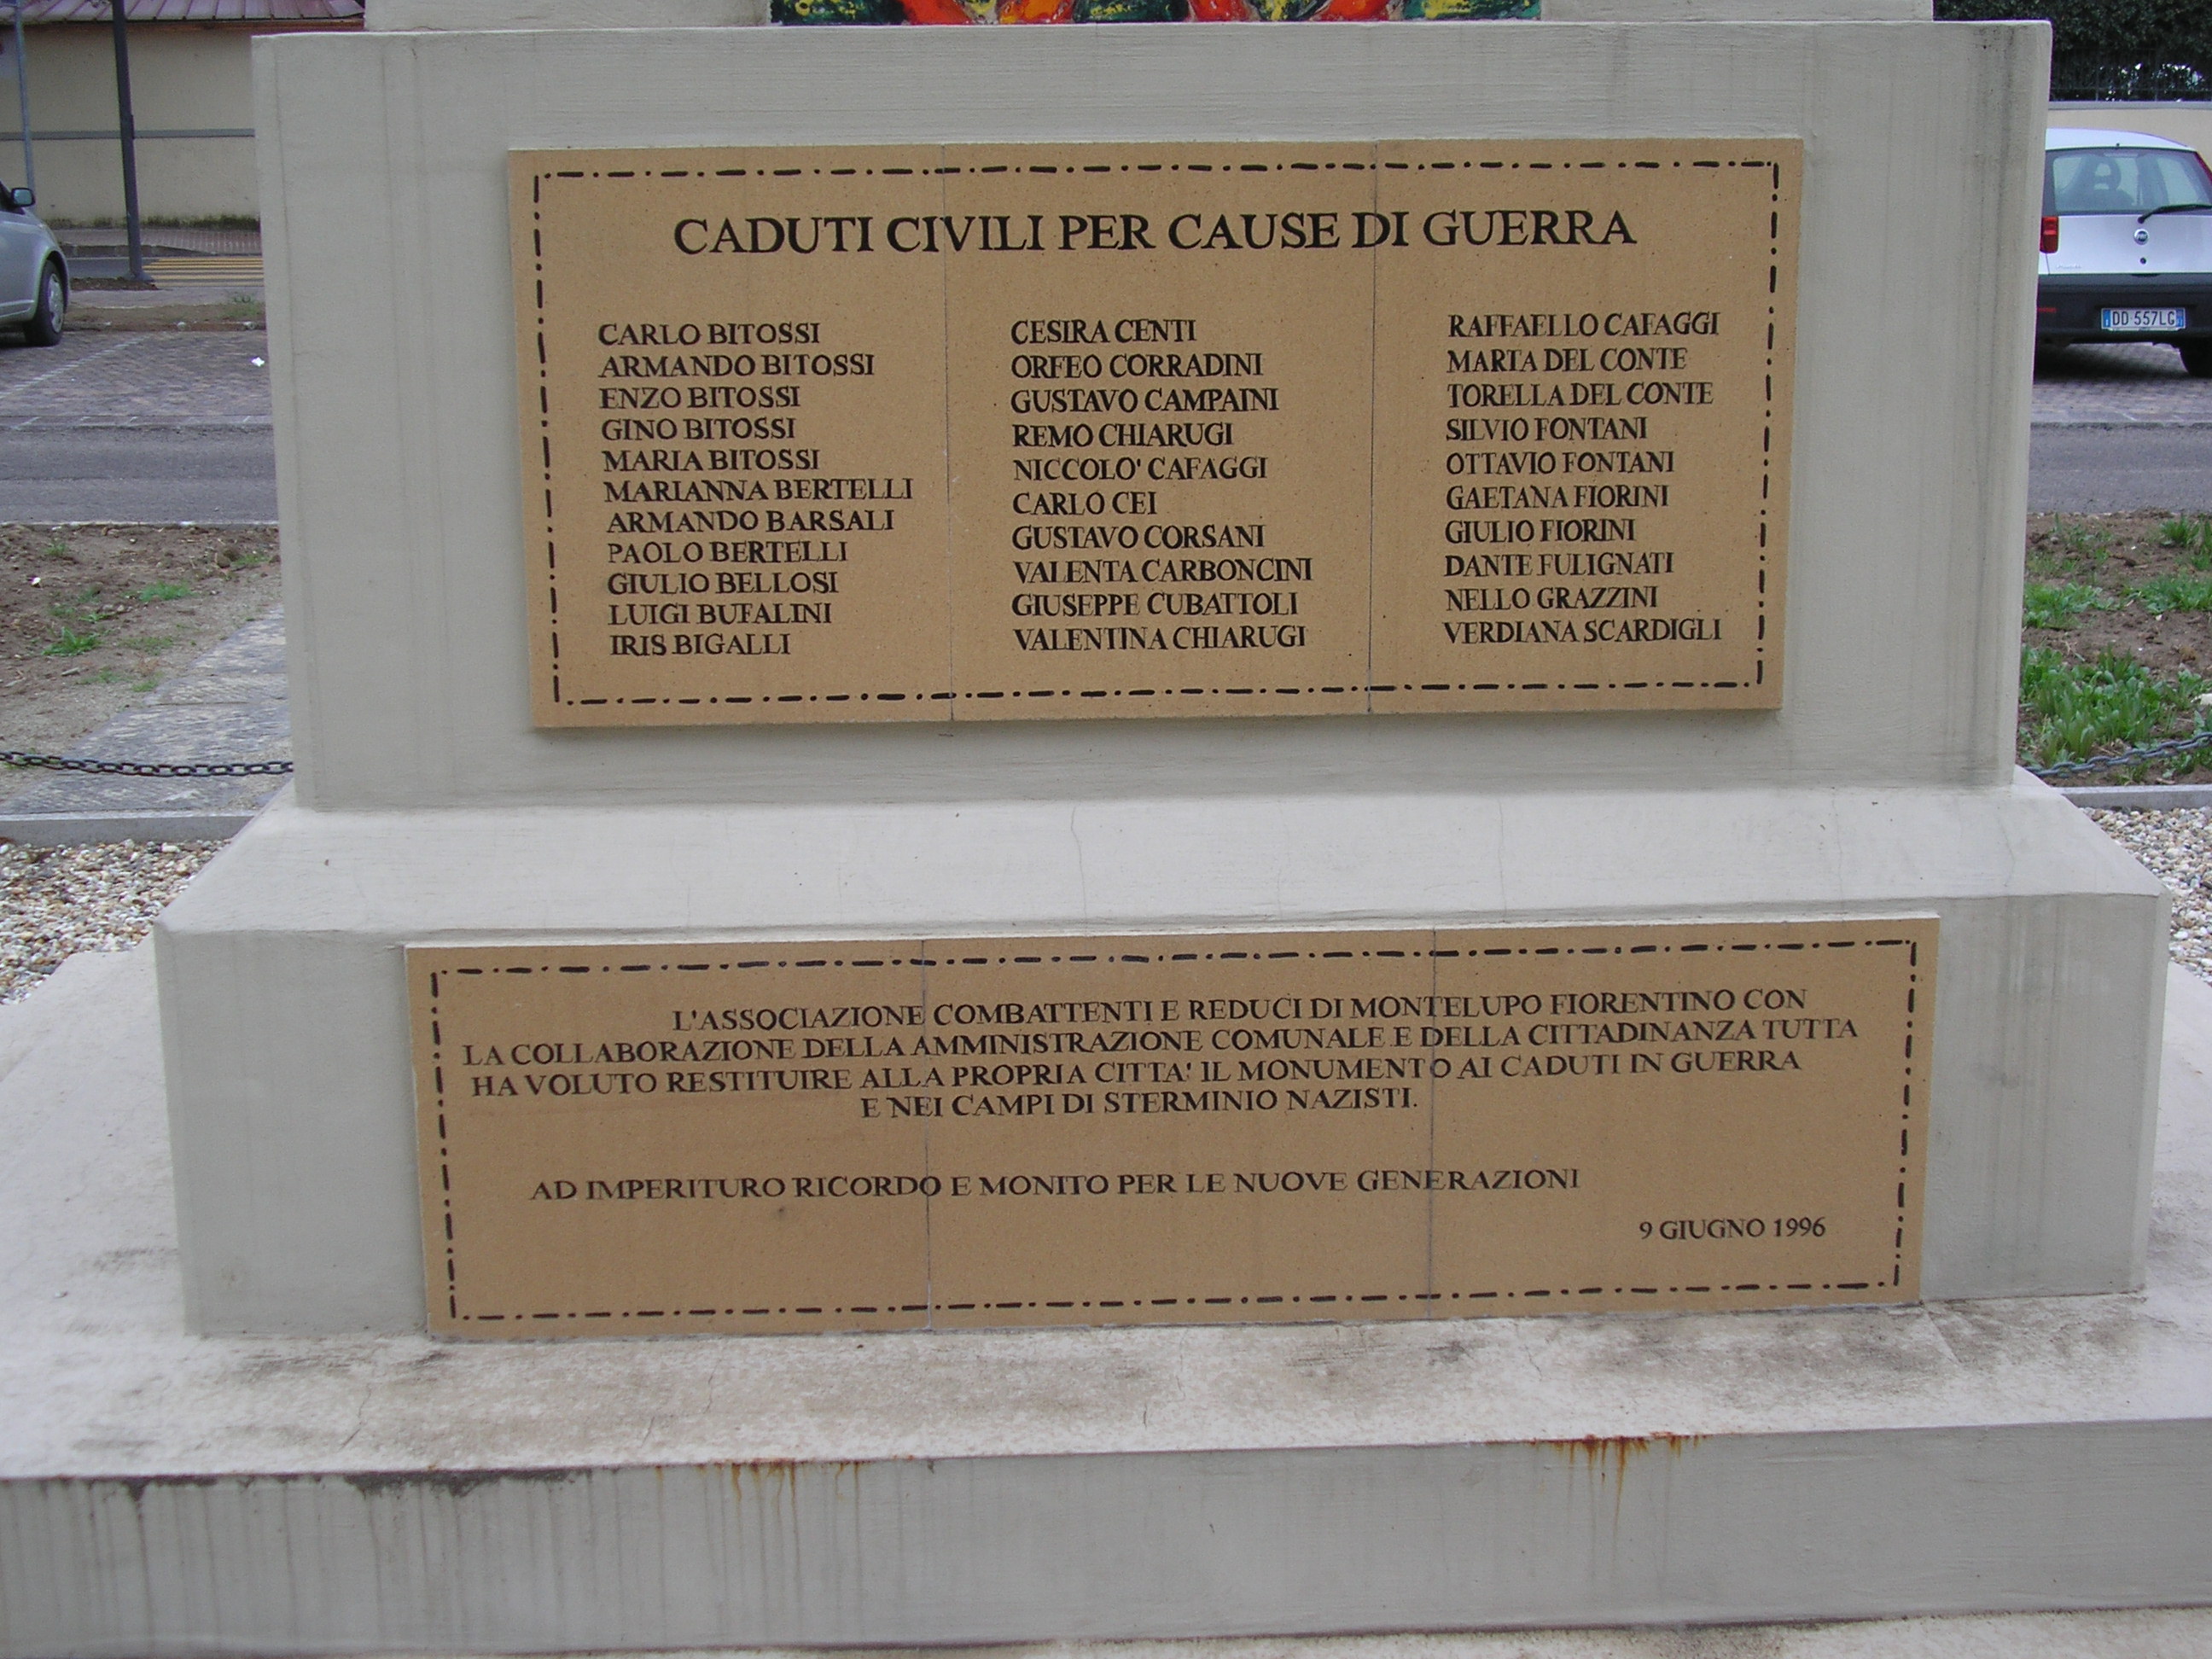 CADUTI CIVILI PER CAUSE DI GUERRA
CARLO BITOSSI
ARMANDO BITOSSI
ENZO BITOSSI
GINO BITOSSI
MARIA BITOSSI
MARIANNA BERTELLI
ARMANDO BARSALI
PAOLO BERTELLI
GIULIO BELLOSI
LUIGI BUFALINI
IRIS BIGALLI
CESIRA CENTI
ORFEO CORRADINI
GUSTAVO CAMPAINI
REMO CHIARUGI
NICCOLO' CAFAGGI
CARLO CEI
GUSTAVO CORSANI
VALENTA CARBONCINI
GIUSEPPE CUBATTOLI
VALENTINA CHIARUGI
RAFFAELLO CAFAGGI
MARTA DEL CONTE
TORELLA DEL CONTE
SILVIO FONTANI
OTTAVIO FONTANI
GAETANA FIORINI
GIULIO FIORINI
DANTE FULIGNATI
NELLO GRAZZINI
VERDIANA SCARDIGLI
L'ASSOCIAZIONE COMBATTENTI E REDUCI DI MONTELUPO FIORENTINO CON
LA COLLABORAZIONE DELLA AMMINISTRAZIONE COMUNALE E DELLA CITTADINANZA TUTTA
HA VOLUTO RESTITUIRE ALLA PROPRIA CITTA' IL MONUMENTO AI CADUTI IN GUERRA
E NEI CAMPI DI STERMINIO NAZISTI.
AD IMPERITURO RICORDO E MONITO PER LE NUOVE GENERAZIONI
9 GIUGNO 1996
DD 557LG